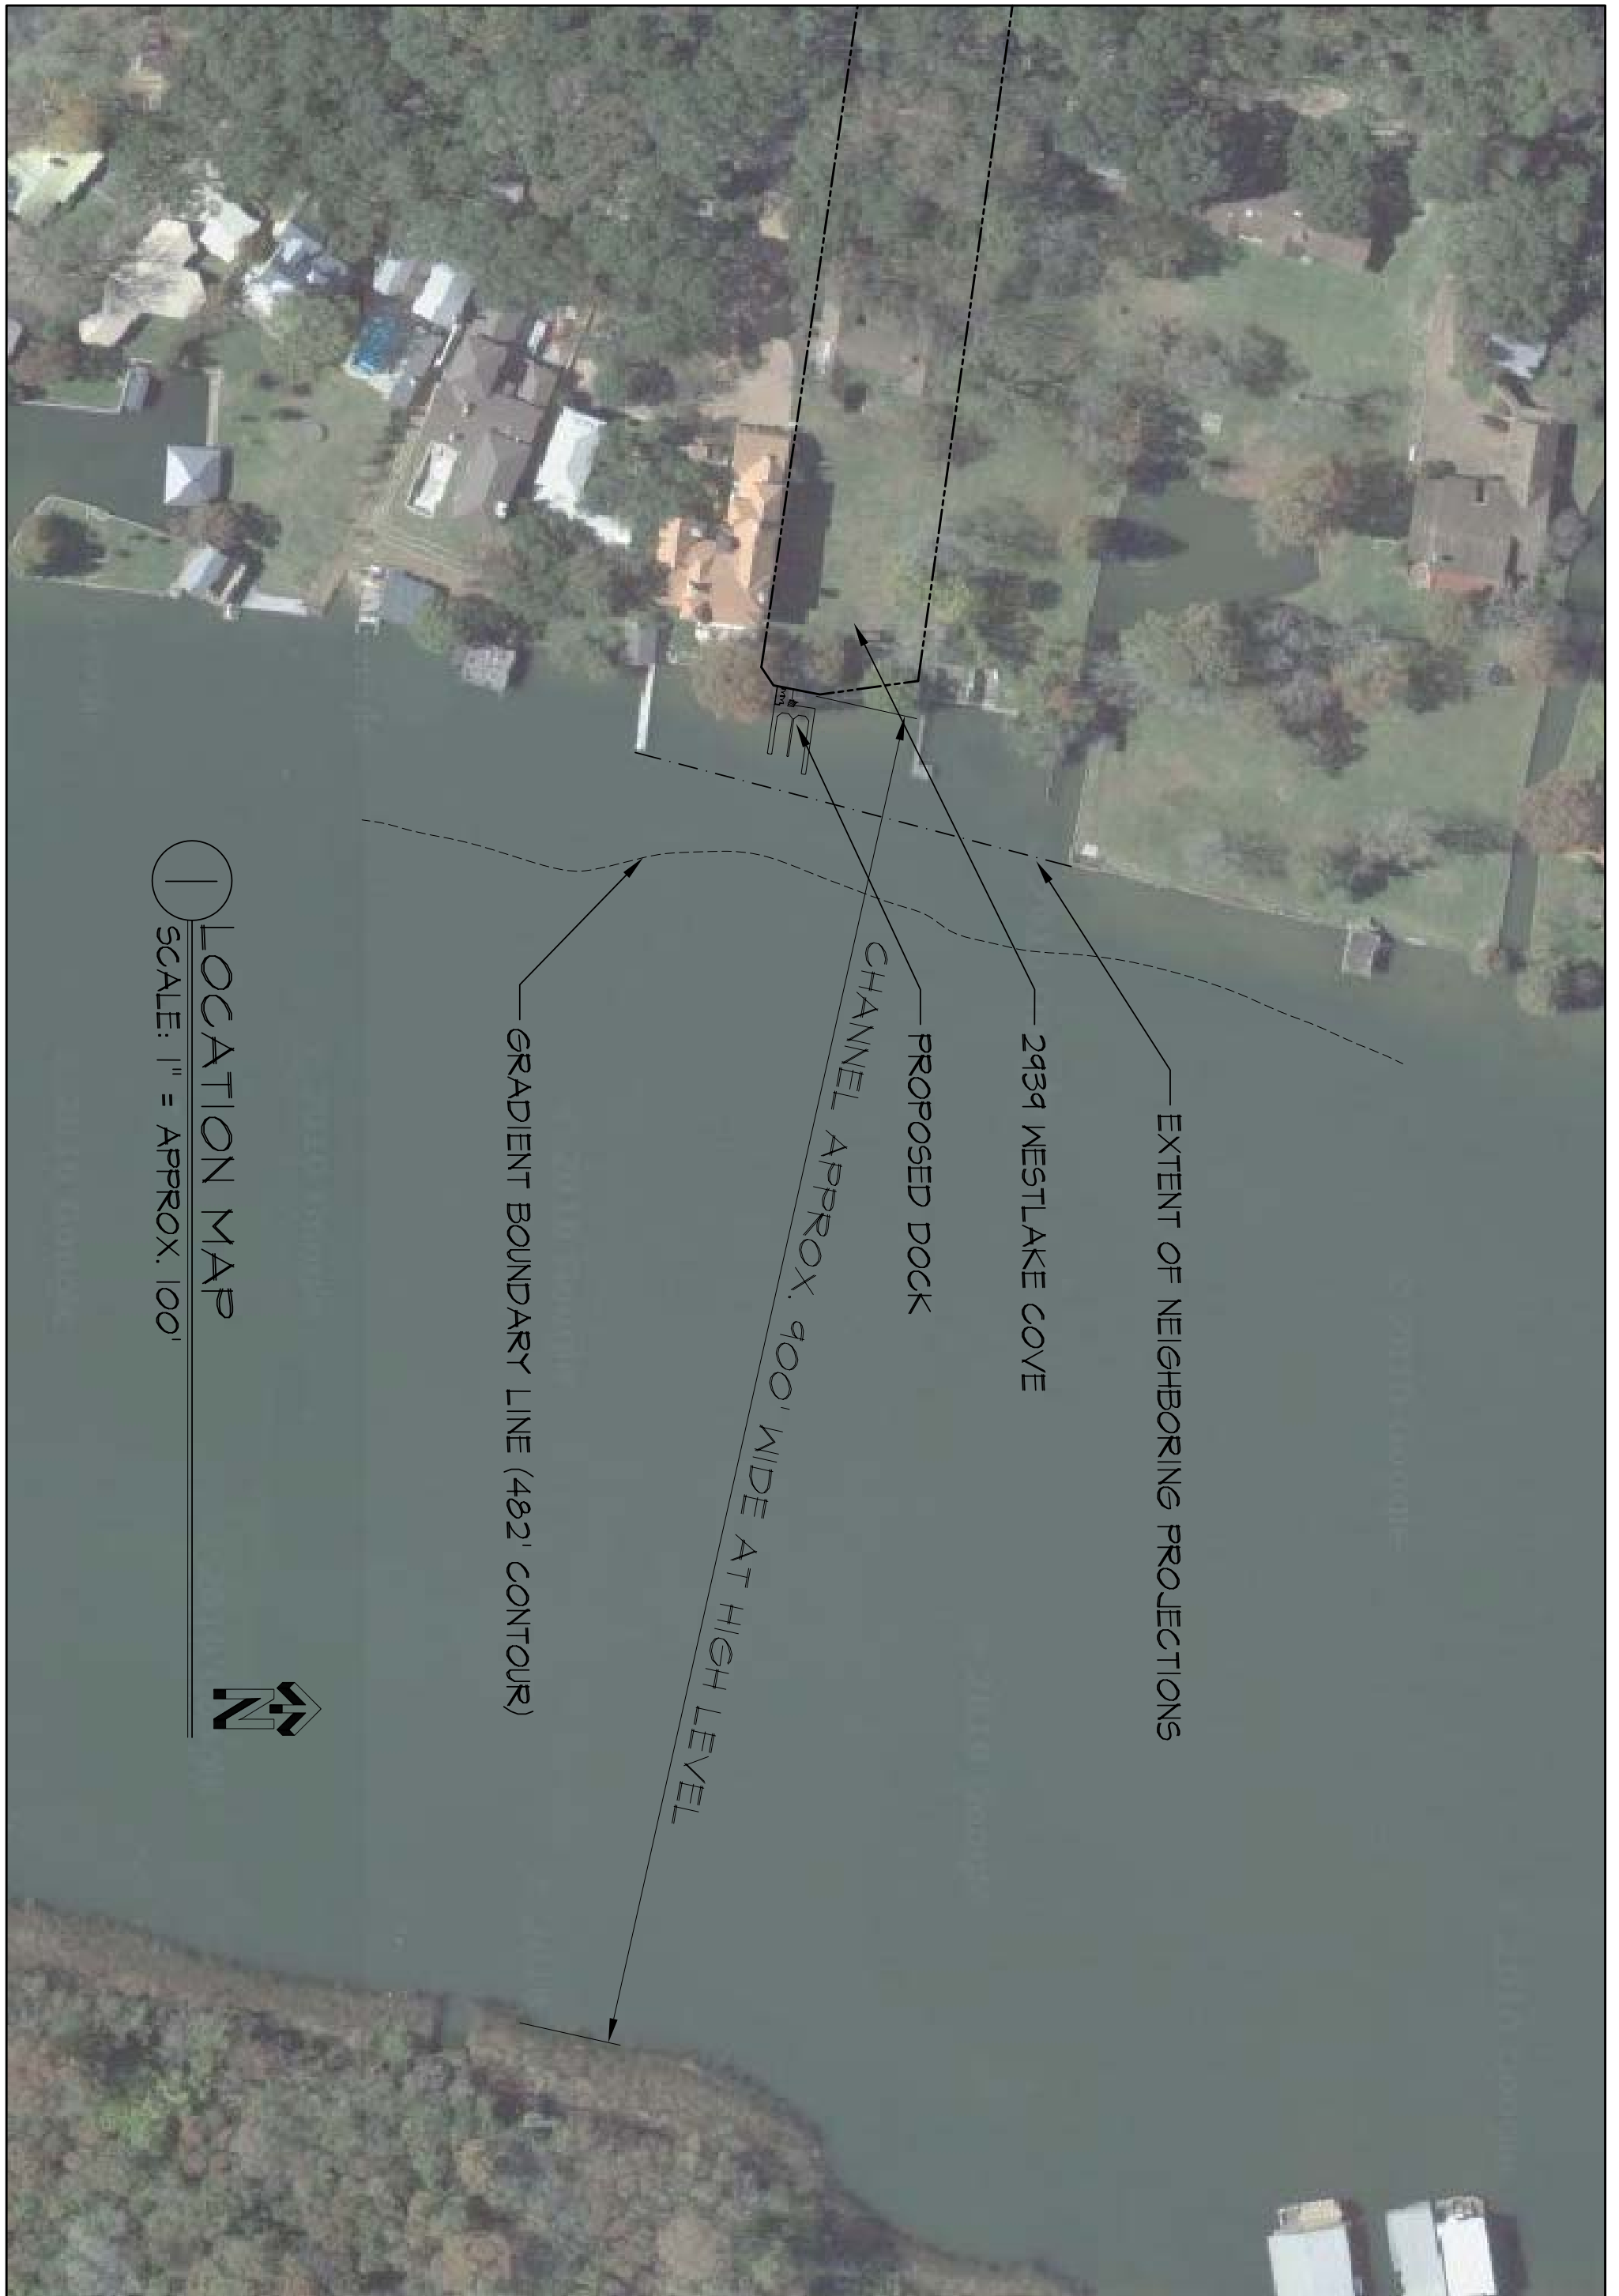 EXTENT OF NEIGHBORING PROJECTIONS
2939 WESTLAKE COVE
PROPOSED DOCK
CHANNEL APPROX. 900' WIDE AT HIGH LEVEL
GRADIENT BOUNDARY LINE (482' CONTOUR)
1
LOCATION MAP
SCALE: 1" = APPROX. 100'
N